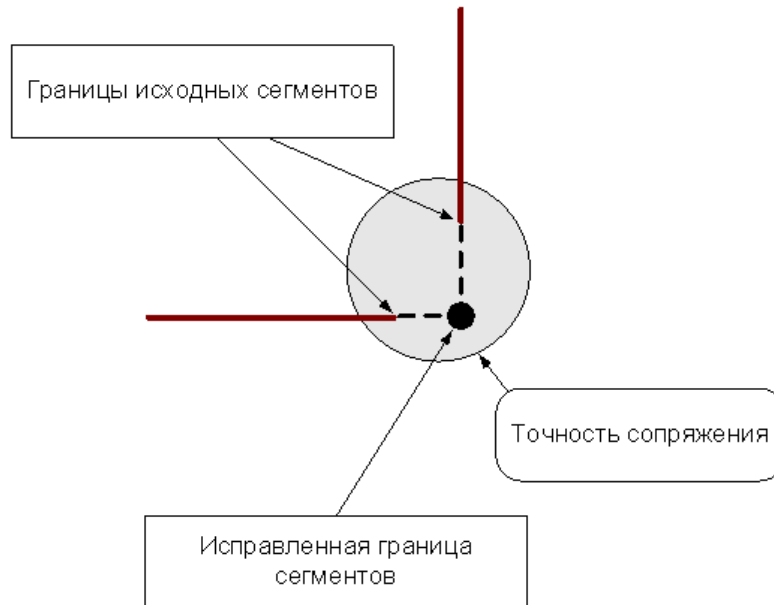 Границы исходных сегментов
Точность сопряжения
Исправленная граница
сегментов